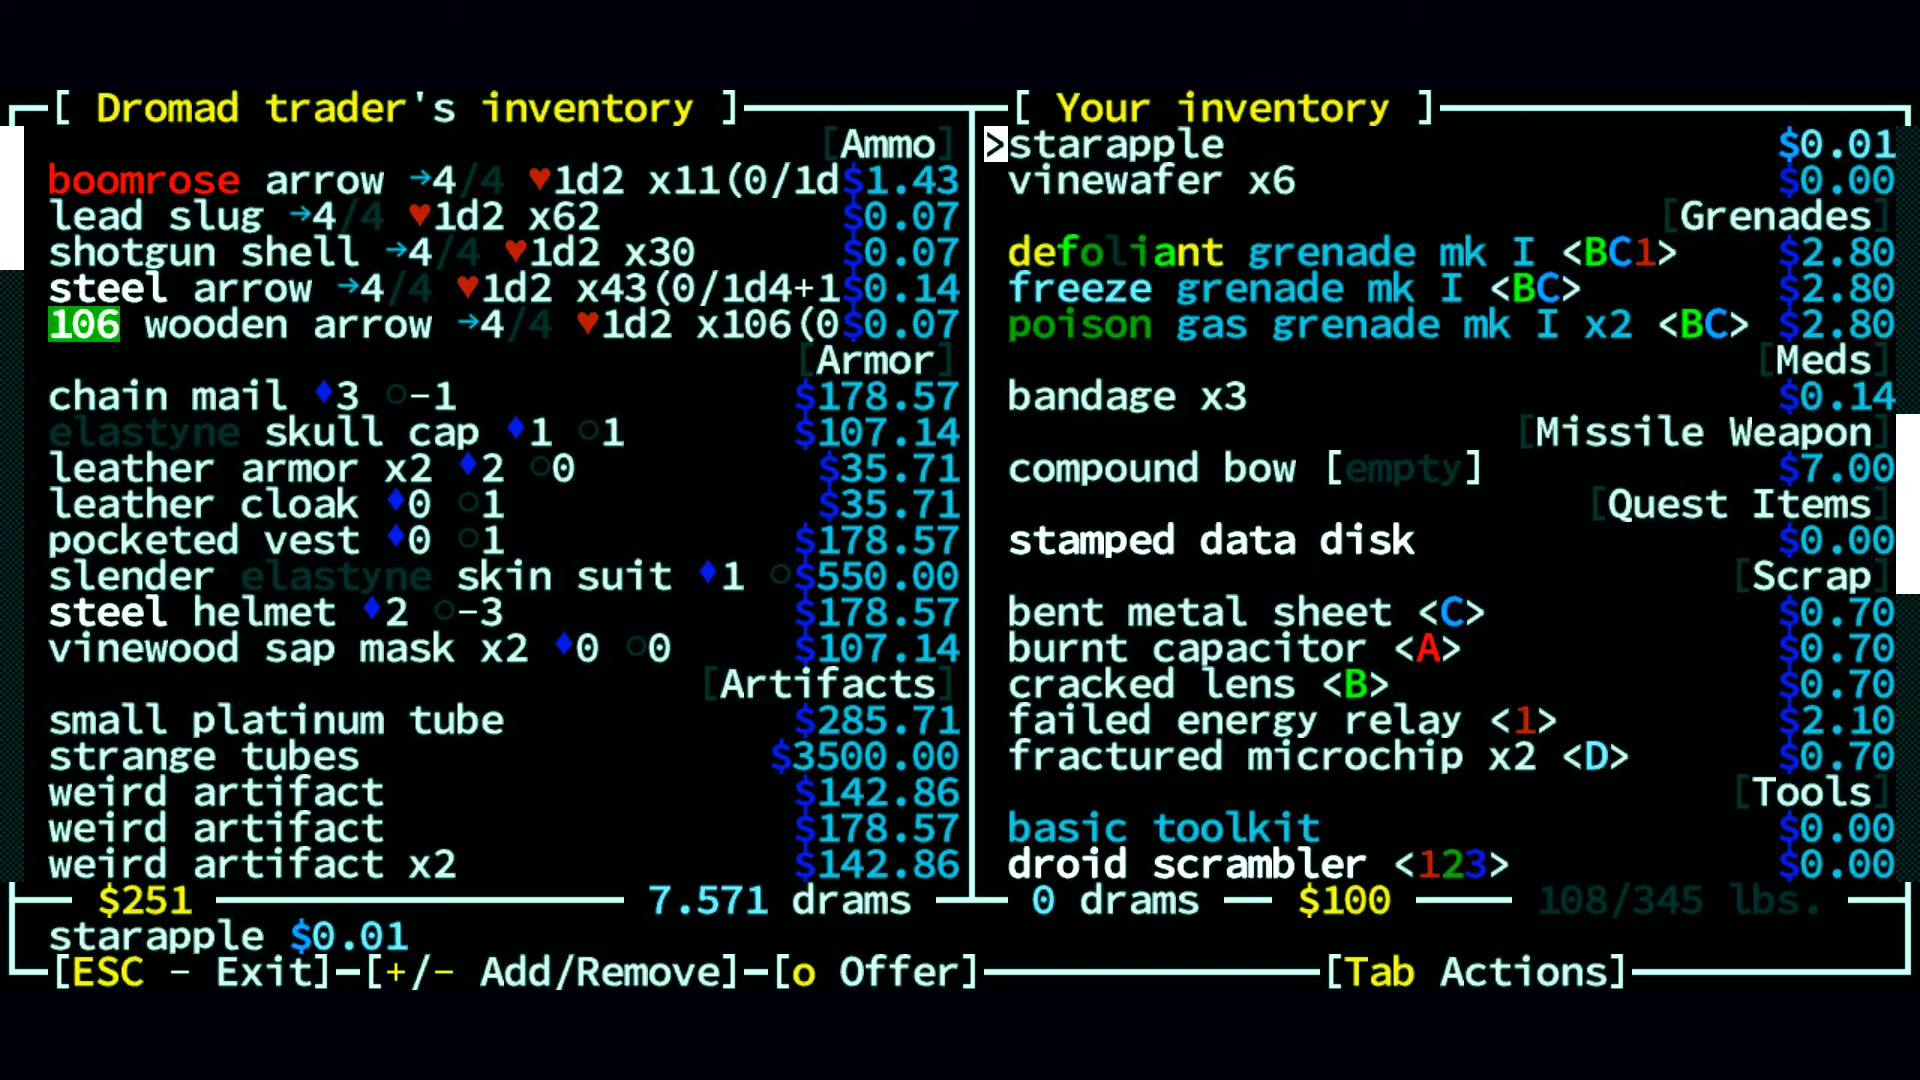 [ Dromad trader's inventory ]
[Ammo]
boomrose arrow →4/4 ♥1d2 x11(0/1d $1.43
lead slug →4/4 ♥1d2 x62 $0.07
shotgun shell →4/4 ♥1d2 x30 $0.07
steel arrow →4/4 ♥1d2 x43(0/1d4+1 $0.14
106 wooden arrow →4/4 ♥1d2 x106(0 $0.07
[Armor]
chain mail ♦3 ○-1 $178.57
elastyne skull cap ♦1 ○1 $107.14
leather armor x2 ♦2 ○0 $35.71
leather cloak ♦0 ○1 $35.71
pocketed vest ♦0 ○1 $178.57
slender elastyne skin suit ♦1 ○ $550.00
steel helmet ♦2 ○-3 $178.57
vinewood sap mask x2 ♦0 ○0 $107.14
[Artifacts]
small platinum tube $285.71
strange tubes $3500.00
weird artifact $142.86
weird artifact $178.57
weird artifact x2 $142.86
$251 7.571 drams
[ Your inventory ]
>starapple $0.01
vinewafer x6 $0.00
[Grenades]
defoliant grenade mk I <BC1> $2.80
freeze grenade mk I <BC> $2.80
poison gas grenade mk I x2 <BC> $2.80
[Meds]
bandage x3 $0.14
[Missile Weapon]
compound bow [empty] $7.00
[Quest Items]
stamped data disk $0.00
[Scrap]
bent metal sheet <C> $0.70
burnt capacitor <A> $0.70
cracked lens <B> $0.70
failed energy relay <1> $2.10
fractured microchip x2 <D> $0.70
[Tools]
basic toolkit $0.00
droid scrambler <123> $0.00
0 drams $100 108/345 lbs.
starapple $0.01
[ESC - Exit] [+/- Add/Remove] [o Offer] [Tab Actions]